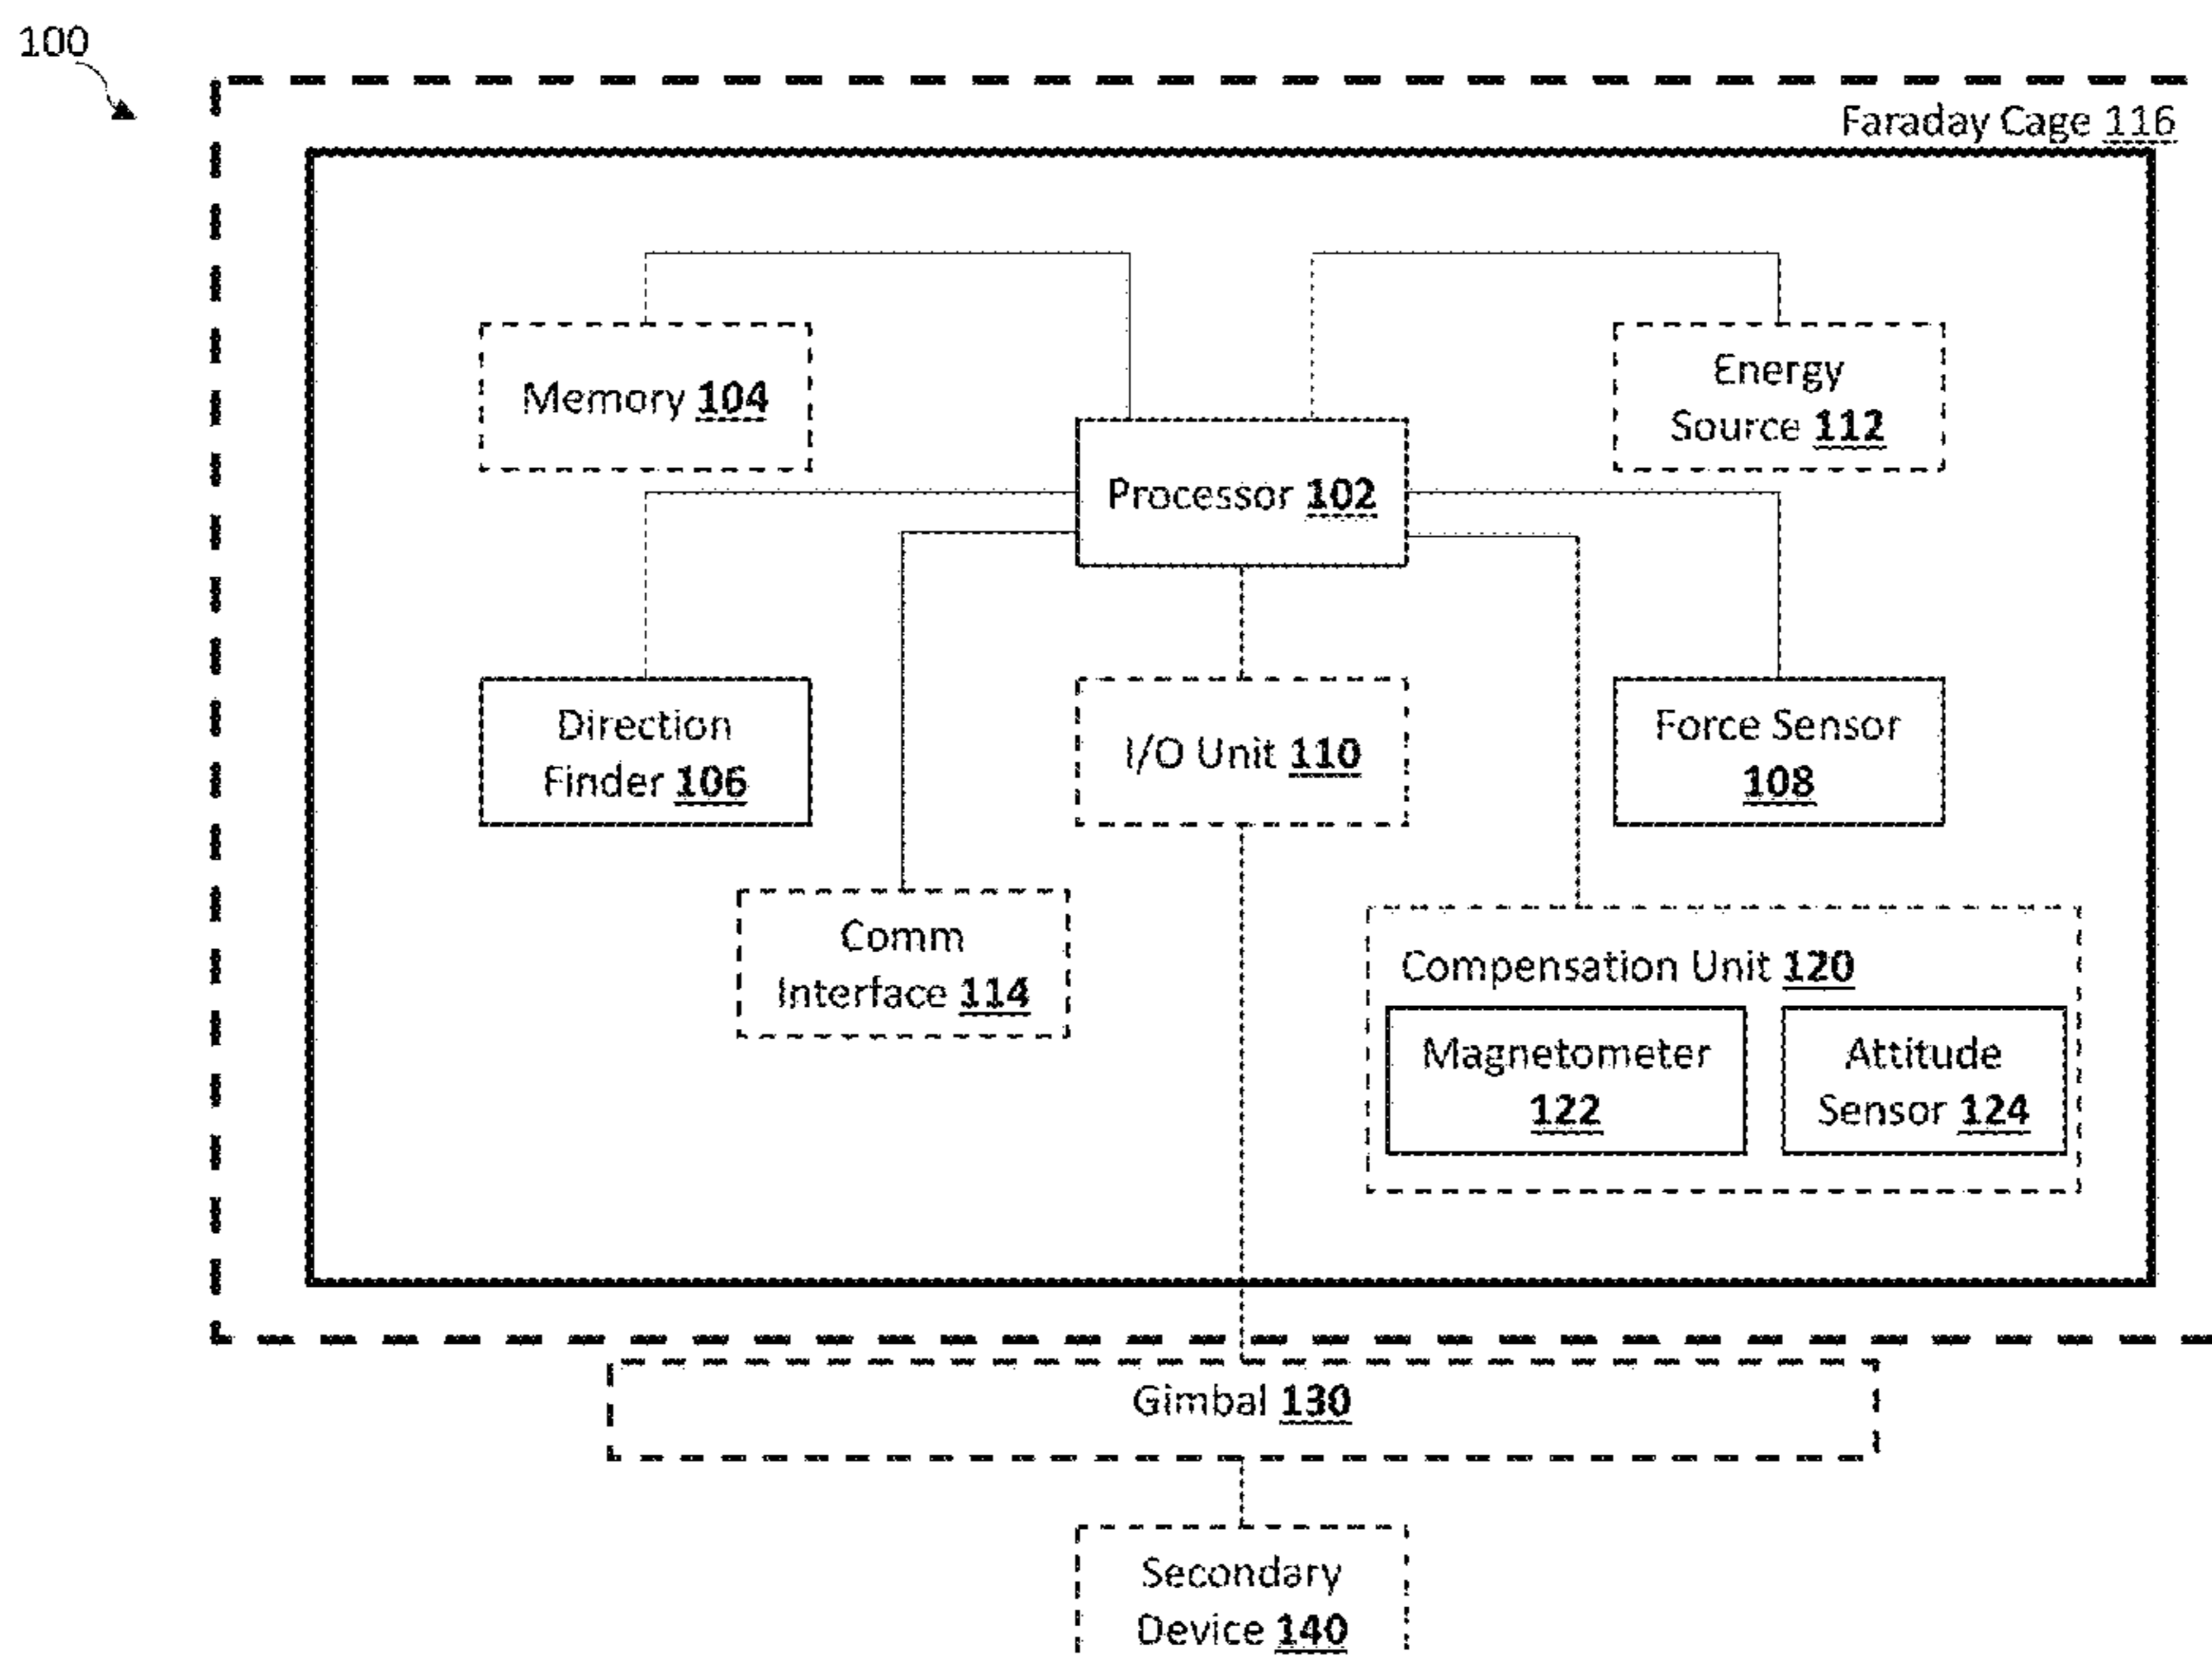 100
Faraday Cage 116
Memory 104
Energy
Source 112
Processor 102
Direction
Finder 106
I/O Unit 110
Force Sensor
108
Comm
Interface 114
Compensation Unit 120
Magnetometer
122
Attitude
Sensor 124
Gimbal 130
Secondary
Device 140